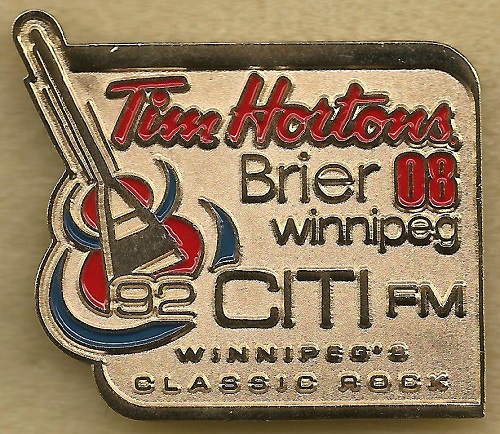 Tim Hortons
Brier 08
winnipeg
92 CITI FM
WINNIPEG'S
CLASSIC ROCK